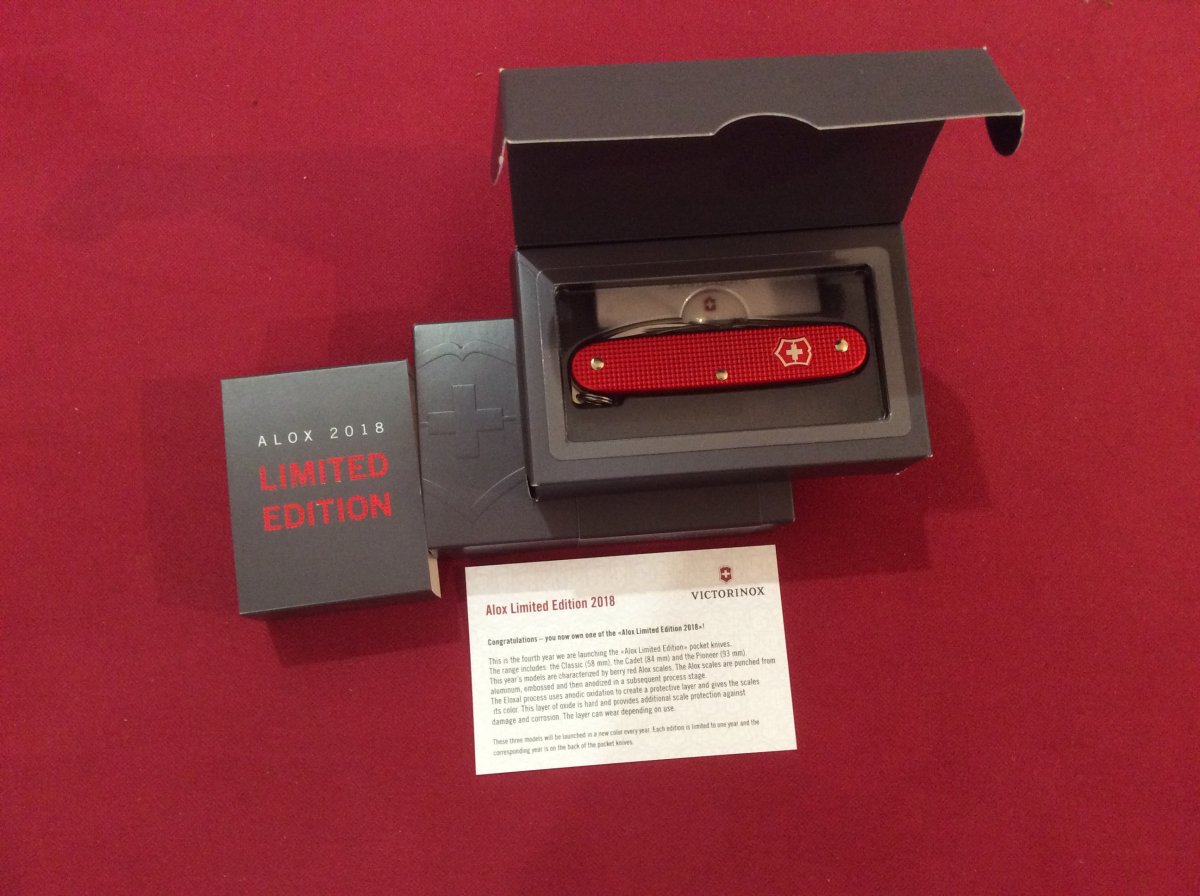 ALOX 2018
LIMITED
EDITION
VICTORINOX
Alox Limited Edition 2018
Congratulations – you now own one of the «Alox Limited Edition 2018»!
This is the fourth year we are launching the «Alox Limited Edition» pocket knives.
The range includes: the Classic (58 mm), the Cadet (84 mm) and the Pioneer (93 mm).
This year's models are characterized by berry red Alox scales. The Alox scales are punched from
aluminum, embossed and then anodized in a subsequent process stage.
The Eloxal process uses anodic oxidation to create a protective layer and gives the scales
its color. This layer of oxide is hard and provides additional scale protection against
damage and corrosion. The layer can wear depending on use.
These three models will be launched in a new color every year. Each edition is limited to one year and the
corresponding year is on the back of the pocket knives.